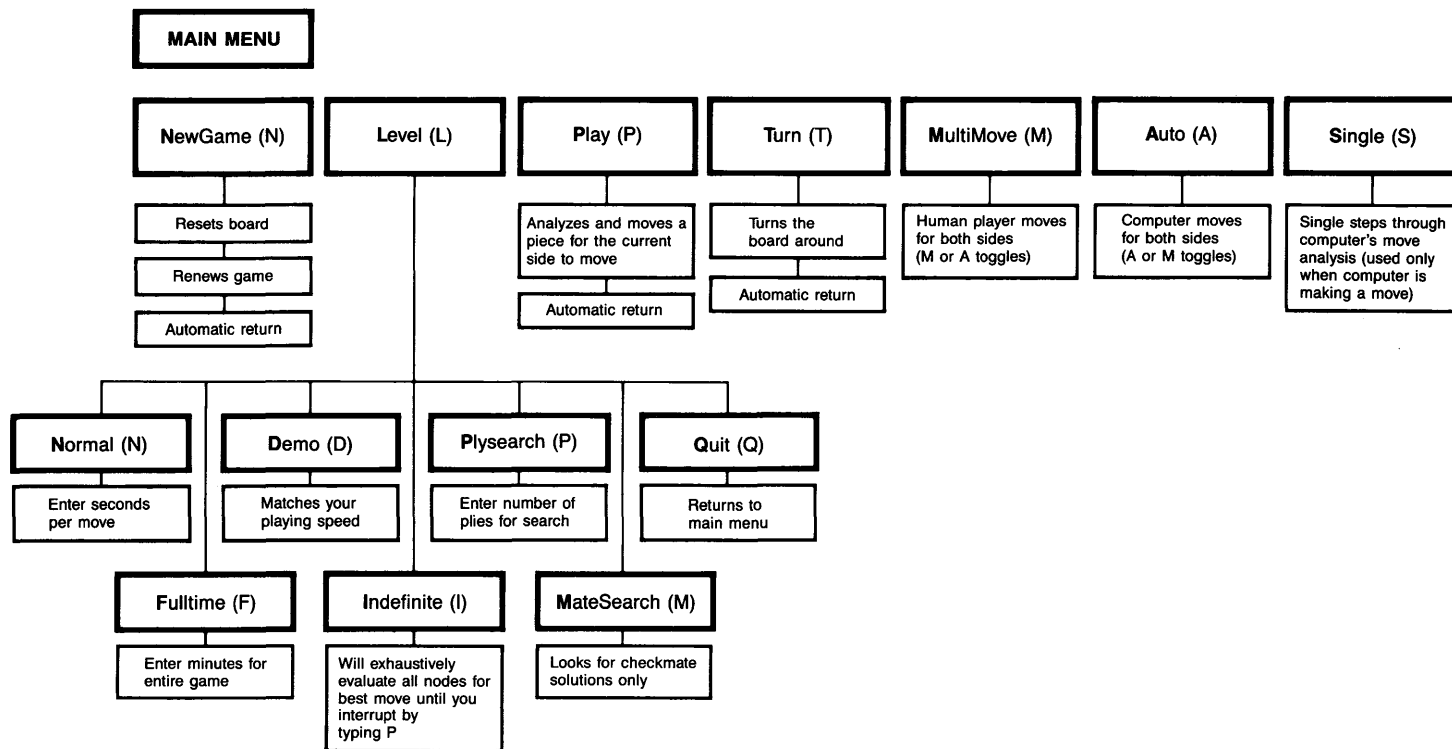 MAIN MENU
NewGame (N)
Level (L)
Play (P)
Turn (T)
MultiMove (M)
Auto (A)
Single (S)
Resets board
Renews game
Automatic return
Analyzes and moves a
piece for the current
side to move
Automatic return
Turns the
board around
Automatic return
Human player moves
for both sides
(M or A toggles)
Computer moves
for both sides
(A or M toggles)
Single steps through
computer's move
analysis (used only
when computer is
making a move)
Normal (N)
Demo (D)
Plysearch (P)
Quit (Q)
Enter seconds
per move
Matches your
playing speed
Enter number of
plies for search
Returns to
main menu
Fulltime (F)
Indefinite (I)
MateSearch (M)
Enter minutes for
entire game
Will exhaustively
evaluate all nodes for
best move until you
interrupt by
typing P
Looks for checkmate
solutions only